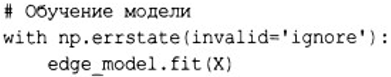 # Обучение модели
with np.errstate(invalid='ignore'):
    edge_model.fit(X)